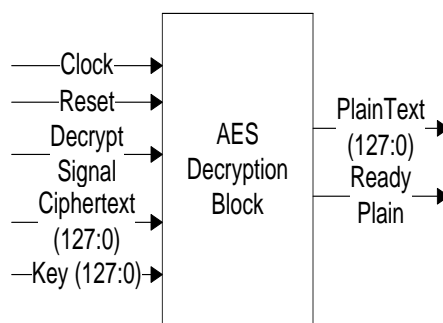 Clock
Reset
Decrypt
Signal
Ciphertext
(127:0)
Key (127:0)
AES
Decryption
Block
PlainText
(127:0)
Ready
Plain